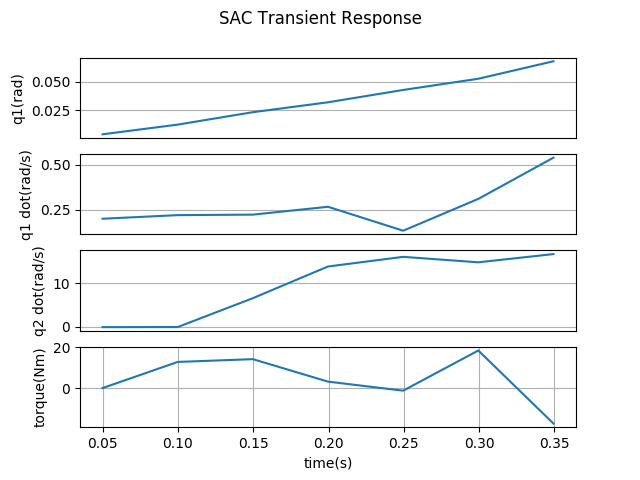 SAC Transient Response
q1(rad)
0.050
0.025
q1 dot(rad/s)
0.50
0.25
q2 dot(rad/s)
10
0
torque(Nm)
20
0
0.05 0.10 0.15 0.20 0.25 0.30 0.35
time(s)